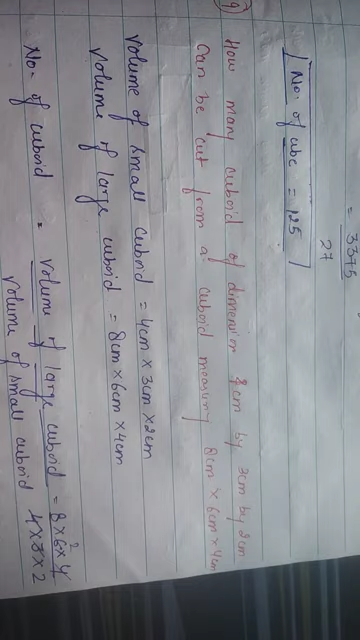 = 3375
27
No. of cube = 125
9) How many cuboid of dimension 4cm by 3cm by 2cm
Can be cut from a cuboid measuring 8cm × 6cm × 4cm
Volume of small cuboid = 4cm × 3cm × 2cm
Volume of large cuboid = 8cm × 6cm × 4cm
No. of cuboid = Volume of large cuboid = 8 × 6 × 4
Volume of small cuboid 4 × 3 × 2